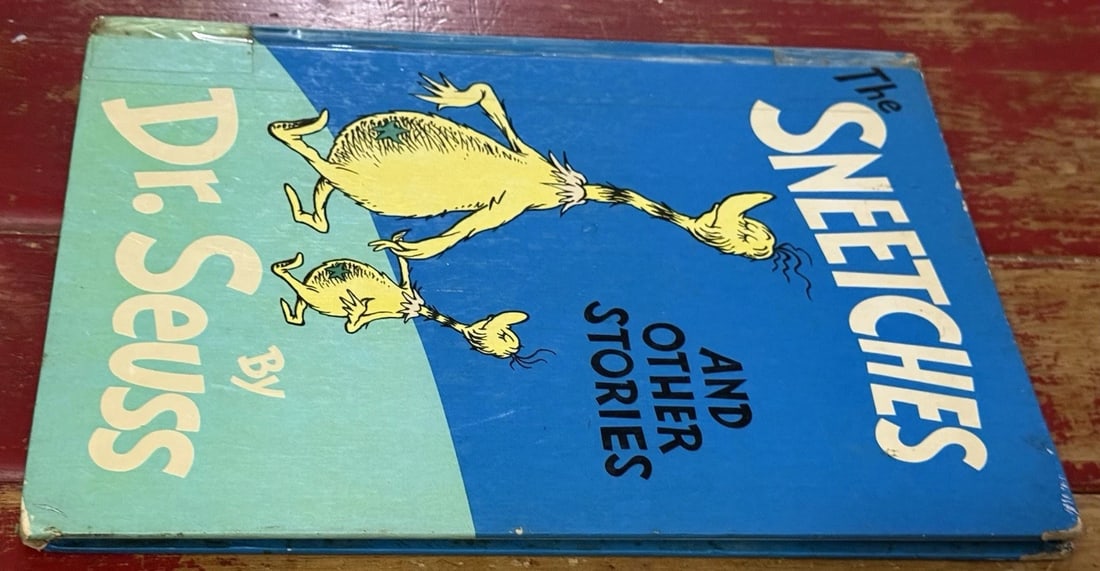 The
SNEETCHES
AND
OTHER
STORIES
By
Dr. Seuss